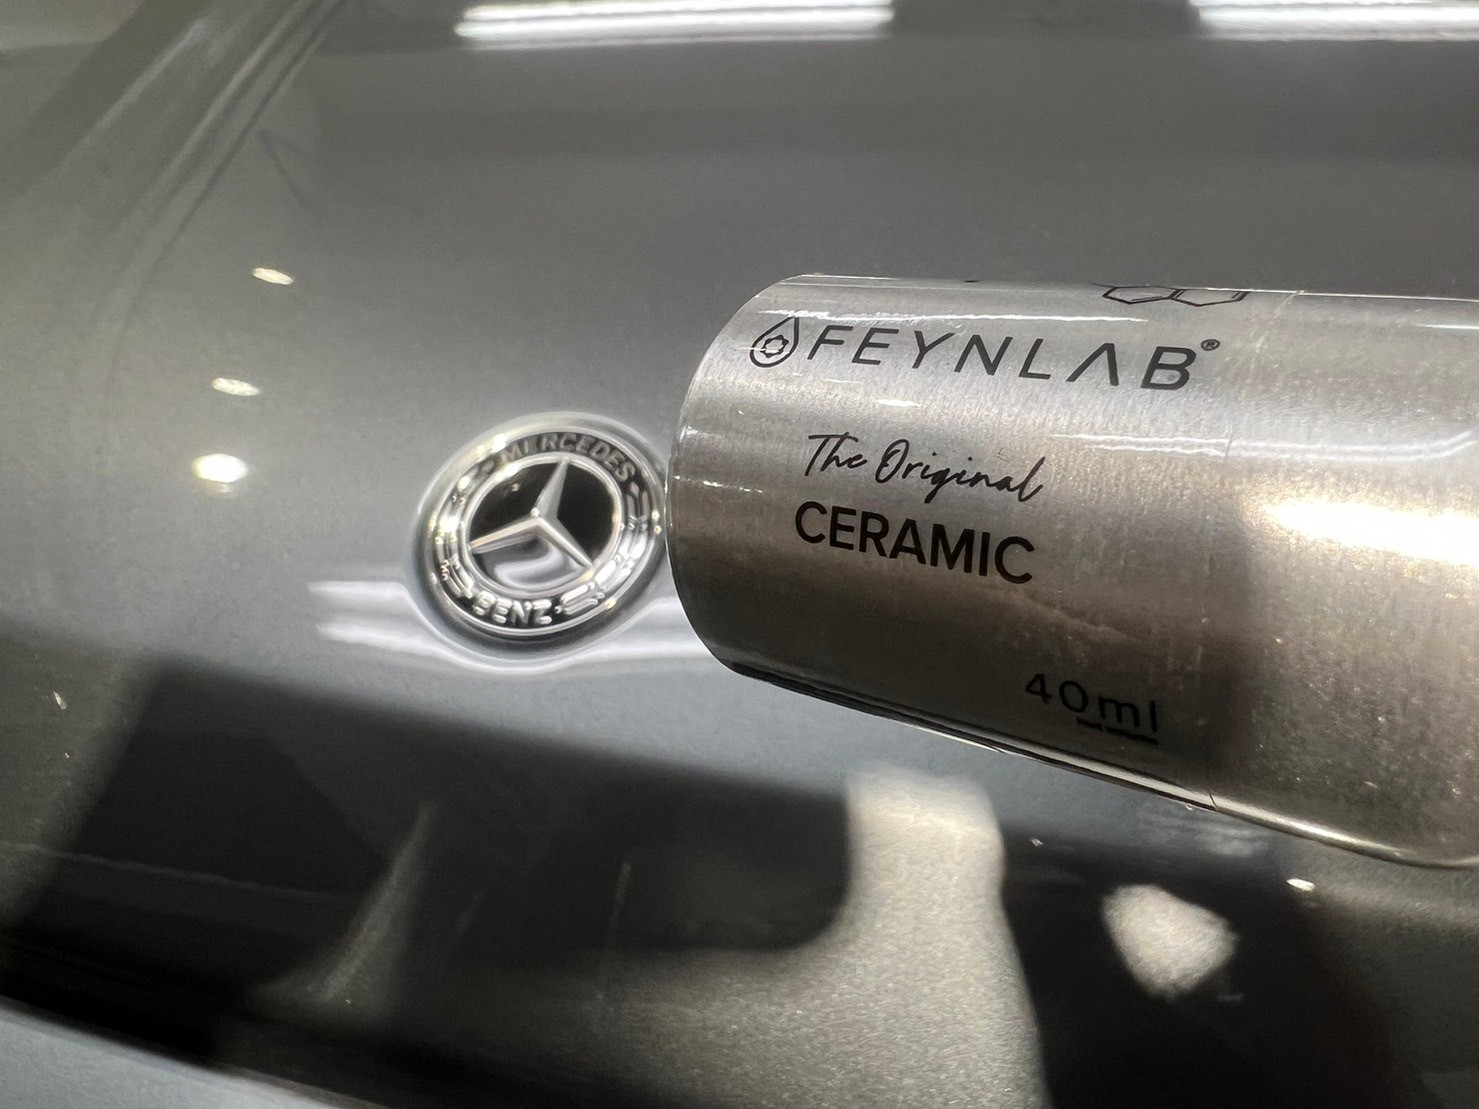 FEYNLAB®
The Original
CERAMIC
40ml
MERCEDES
BENZ